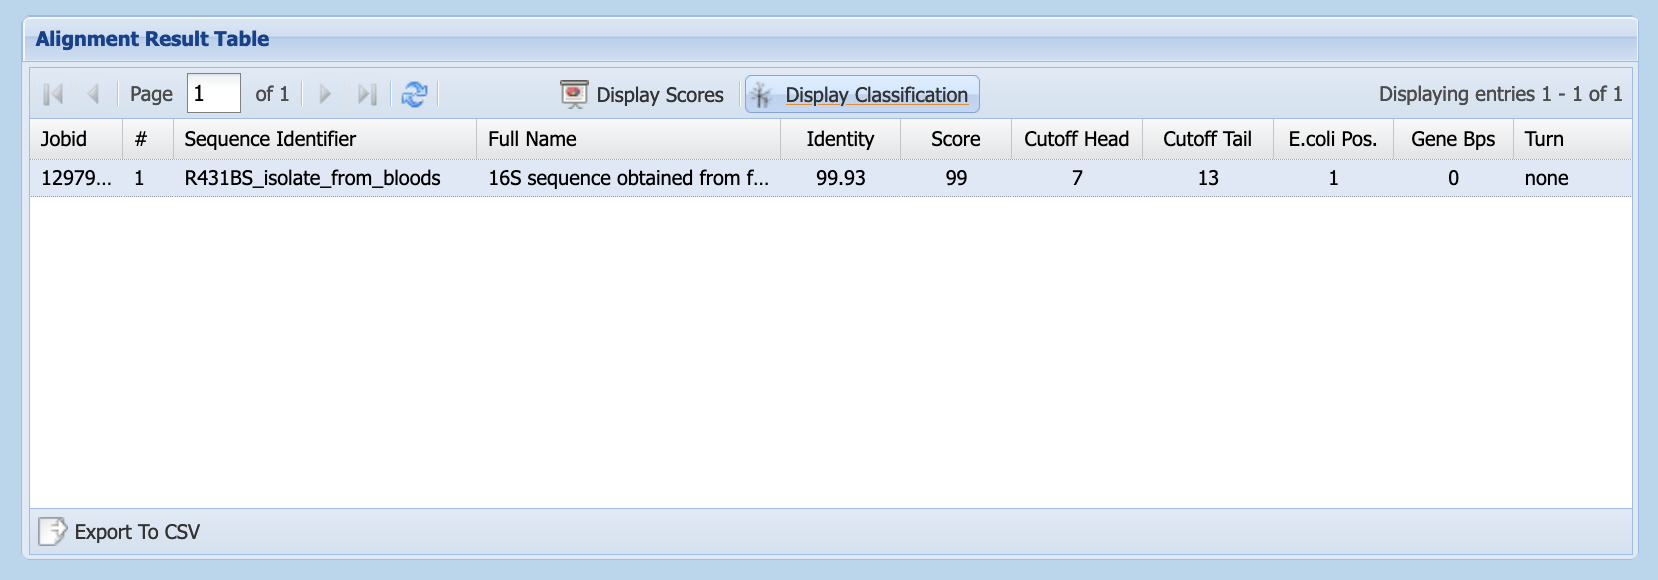 Alignment Result Table
Page 1 of 1 Display Scores Display Classification Displaying entries 1 - 1 of 1
Jobid # Sequence Identifier Full Name Identity Score Cutoff Head Cutoff Tail E.coli Pos. Gene Bps Turn
12979... 1 R431BS_isolate_from_bloods 16S sequence obtained from f... 99.93 99 7 13 1 0 none
Export To CSV